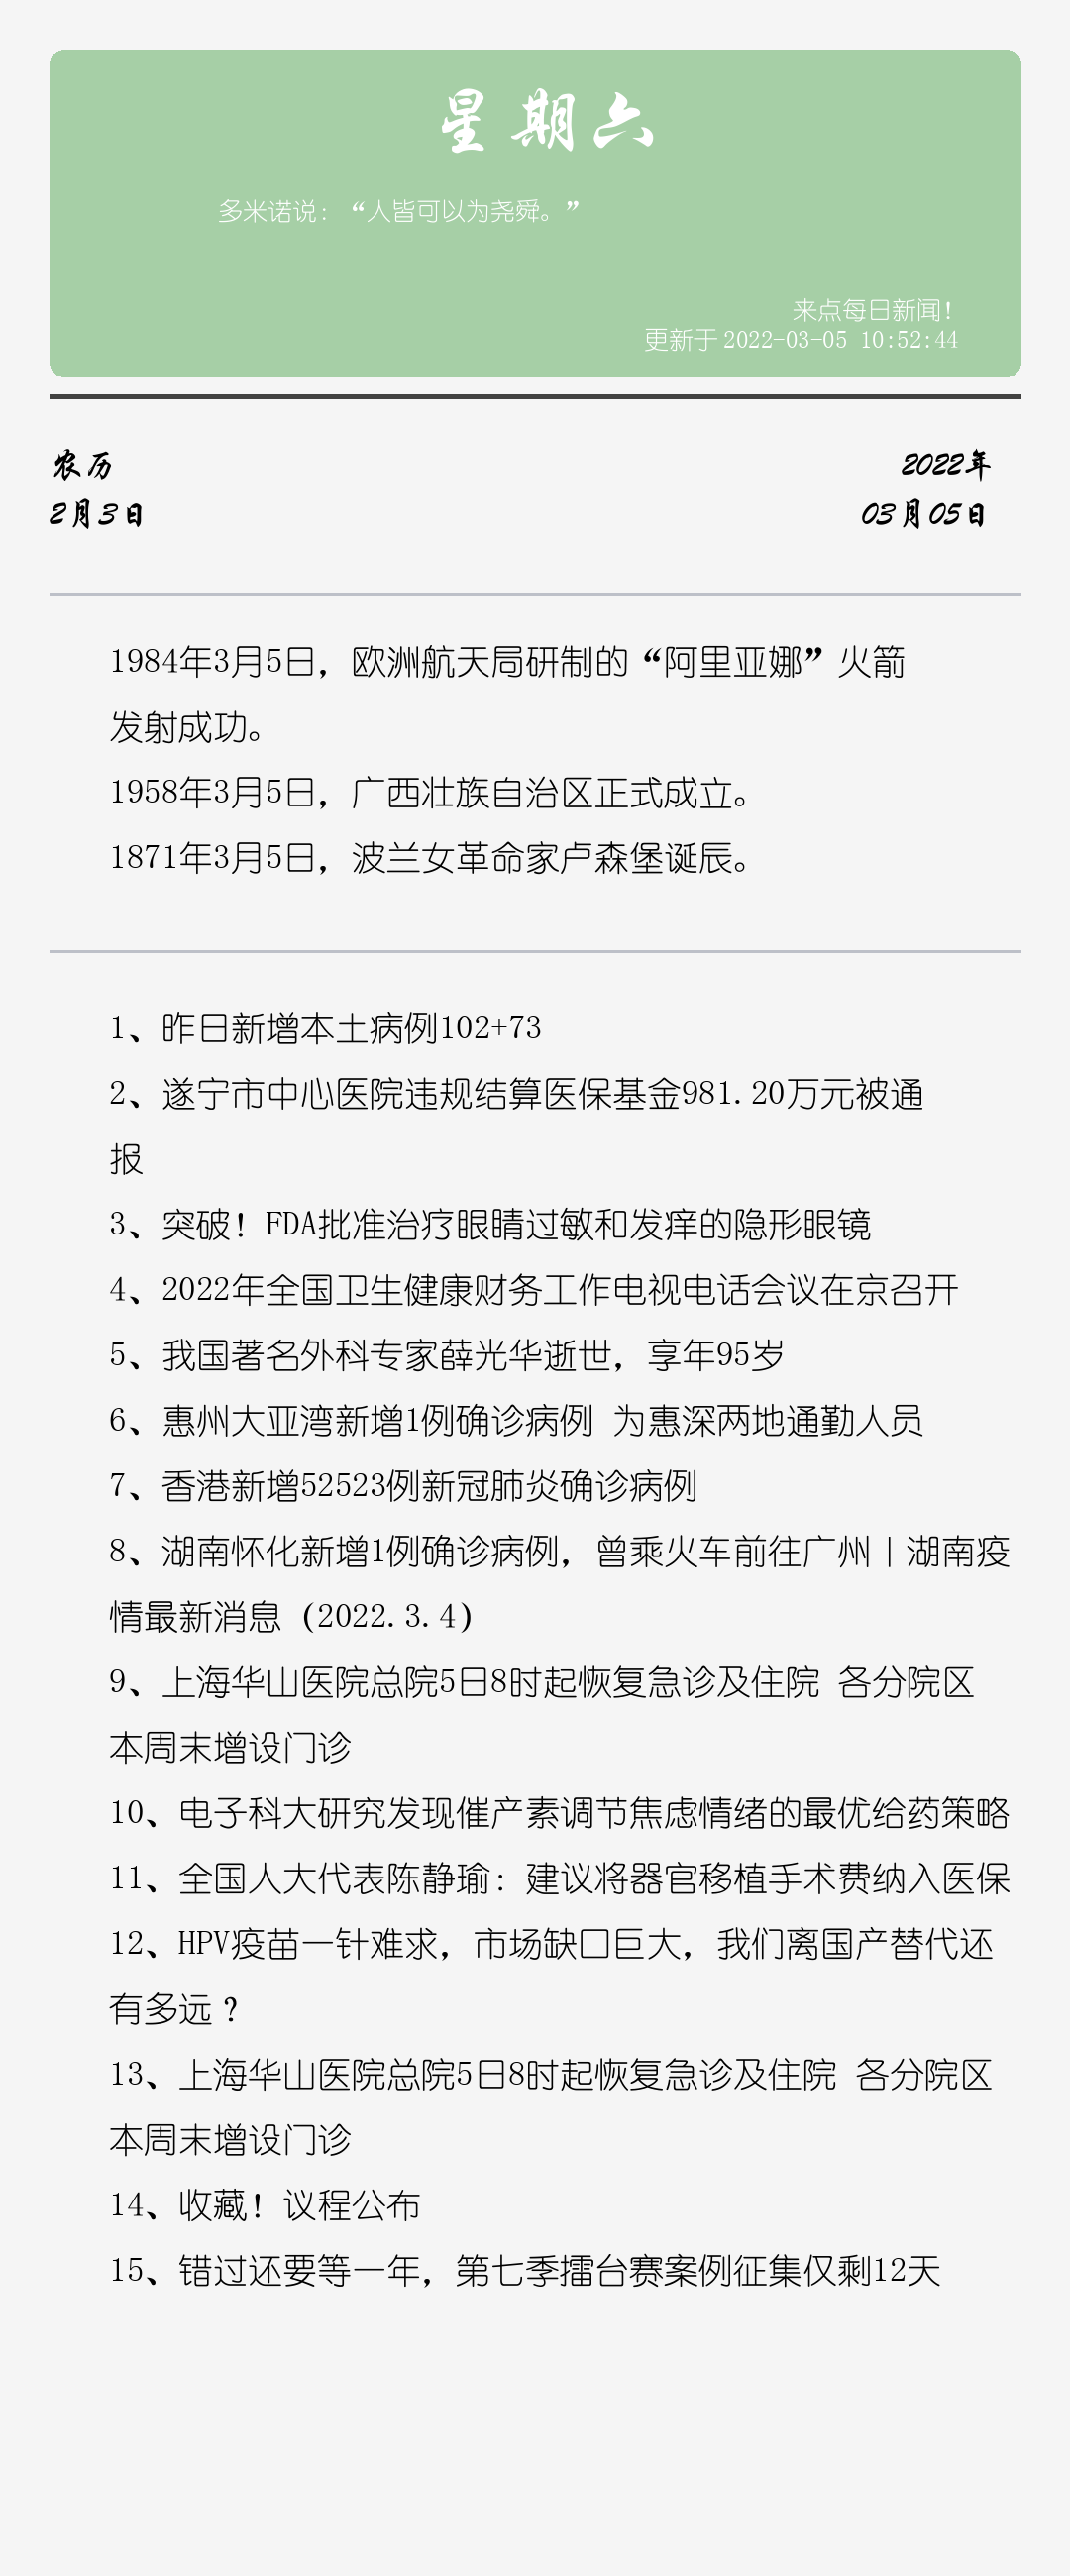 星期六
多米诺说：“人皆可以为尧舜。”
来点每日新闻！
更新于2022-03-05 10:52:44
农历
2022年
2月3日
03月05日
1984年3月5日，欧洲航天局研制的“阿里亚娜”火箭
发射成功。
1958年3月5日，广西壮族自治区正式成立。
1871年3月5日，波兰女革命家卢森堡诞辰。
1、昨日新增本土病例102+73
2、遂宁市中心医院违规结算医保基金981.20万元被通
报
3、突破！FDA批准治疗眼睛过敏和发痒的隐形眼镜
4、2022年全国卫生健康财务工作电视电话会议在京召开
5、我国著名外科专家薛光华逝世，享年95岁
6、惠州大亚湾新增1例确诊病例 为惠深两地通勤人员
7、香港新增52523例新冠肺炎确诊病例
8、湖南怀化新增1例确诊病例，曾乘火车前往广州丨湖南疫
情最新消息（2022.3.4）
9、上海华山医院总院5日8时起恢复急诊及住院 各分院区
本周末增设门诊
10、电子科大研究发现催产素调节焦虑情绪的最优给药策略
11、全国人大代表陈静瑜：建议将器官移植手术费纳入医保
12、HPV疫苗一针难求，市场缺口巨大，我们离国产替代还
有多远？
13、上海华山医院总院5日8时起恢复急诊及住院 各分院区
本周末增设门诊
14、收藏！议程公布
15、错过还要等一年，第七季擂台赛案例征集仅剩12天